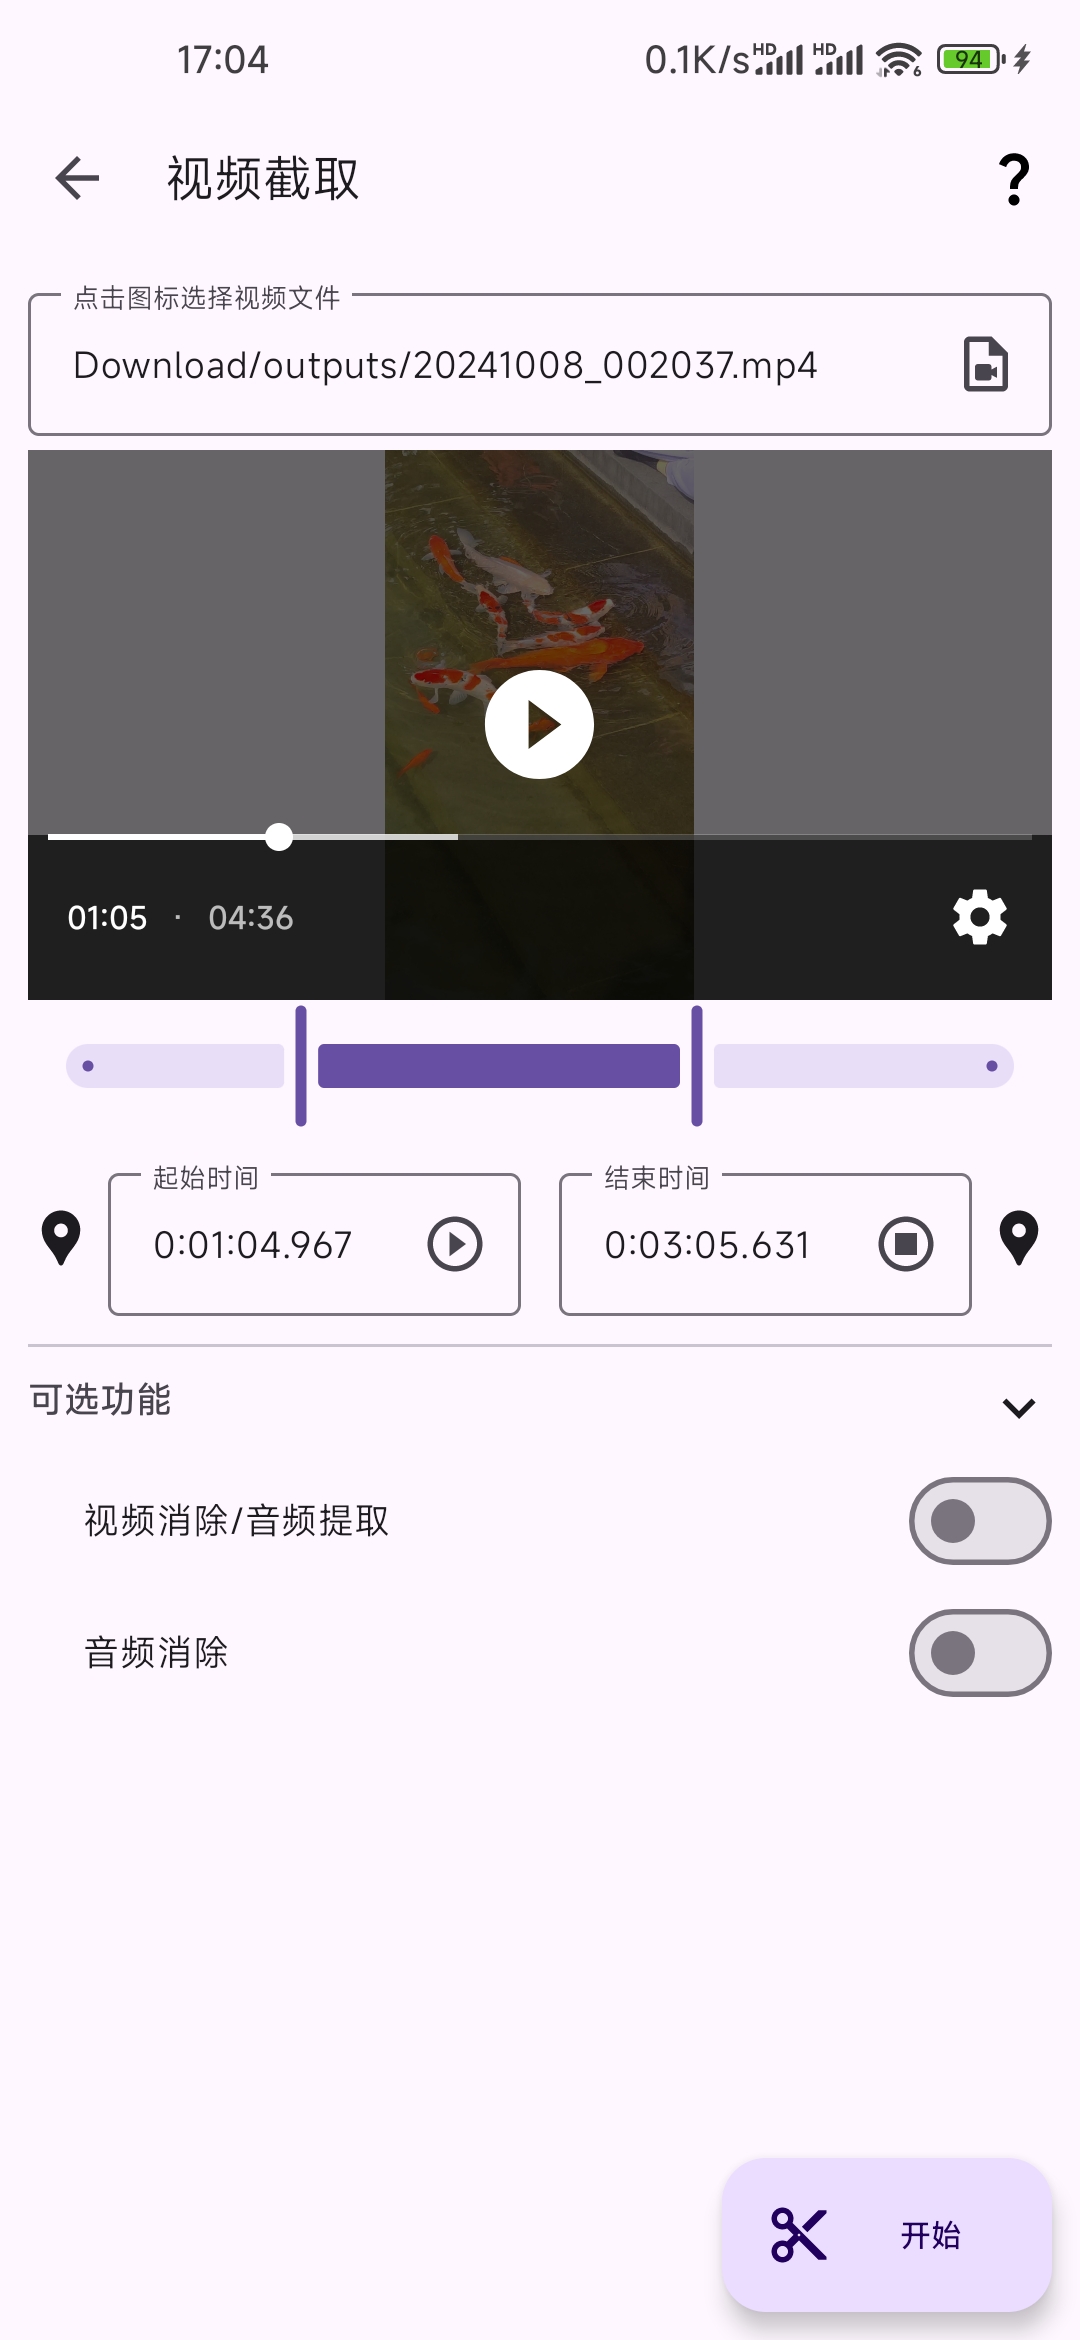 17:04
0.1K/s HD HD 6 94
视频截取
点击图标选择视频文件
Download/outputs/20241008_002037.mp4
01:05 · 04:36
起始时间 结束时间
0:01:04.967 0:03:05.631
可选功能
视频消除/音频提取
音频消除
开始